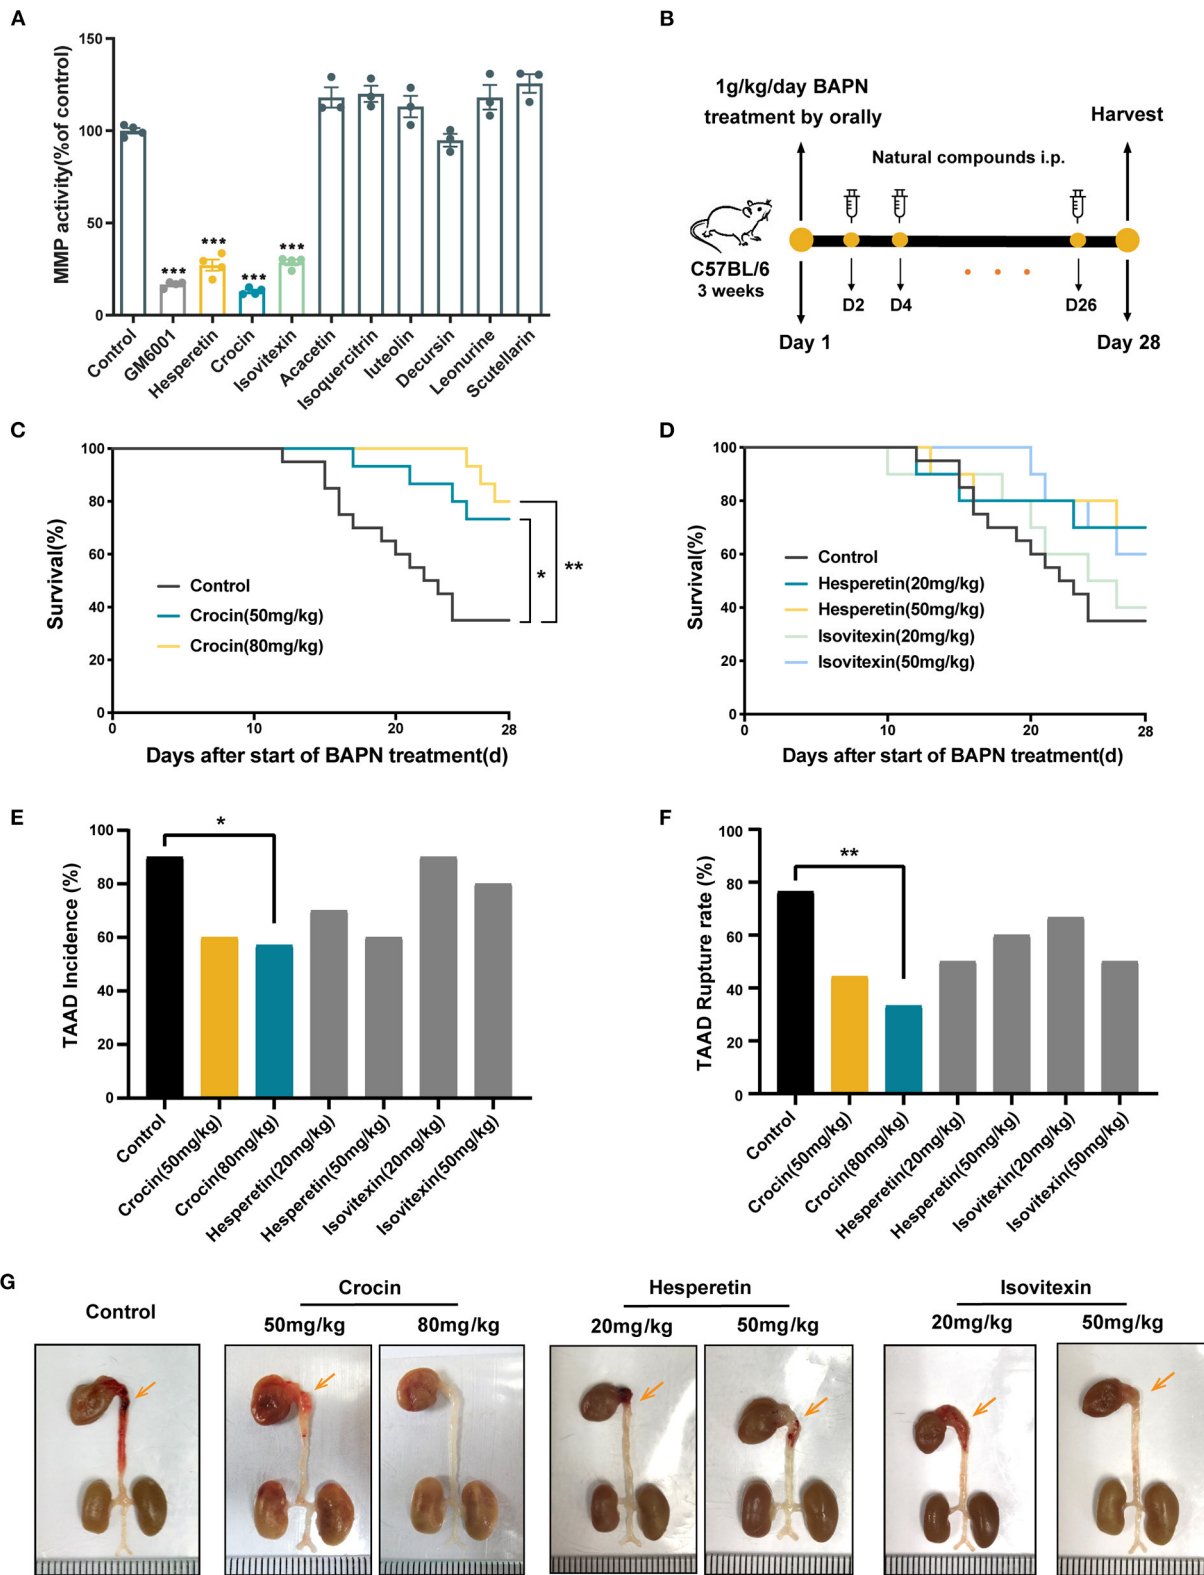 A
MMP activity(%of control)
150
100
50
0
***
***
***
***
Control
GM6001
Hesperetin
Crocin
Isovitexin
Acacetin
Isoquercitrin
luteolin
Decursin
Leonurine
Scutellarin
B
1g/kg/day BAPN
treatment by orally
Harvest
Natural compounds i.p.
C57BL/6
3 weeks
D2
D4
D26
Day 1
Day 28
C
Survival(%)
100
80
60
40
20
0
Control
Crocin(50mg/kg)
Crocin(80mg/kg)
*
**
0
10
20
28
Days after start of BAPN treatment(d)
D
Survival(%)
100
80
60
40
20
0
Control
Hesperetin(20mg/kg)
Hesperetin(50mg/kg)
Isovitexin(20mg/kg)
Isovitexin(50mg/kg)
0
10
20
28
Days after start of BAPN treatment(d)
E
TAAD Incidence (%)
100
80
60
40
20
0
*
Control
Crocin(50mg/kg)
Crocin(80mg/kg)
Hesperetin(20mg/kg)
Hesperetin(50mg/kg)
Isovitexin(20mg/kg)
Isovitexin(50mg/kg)
F
TAAD Rupture rate (%)
100
80
60
40
20
0
**
Control
Crocin(50mg/kg)
Crocin(80mg/kg)
Hesperetin(20mg/kg)
Hesperetin(50mg/kg)
Isovitexin(20mg/kg)
Isovitexin(50mg/kg)
G
Control
Crocin
50mg/kg
80mg/kg
Hesperetin
20mg/kg
50mg/kg
Isovitexin
20mg/kg
50mg/kg